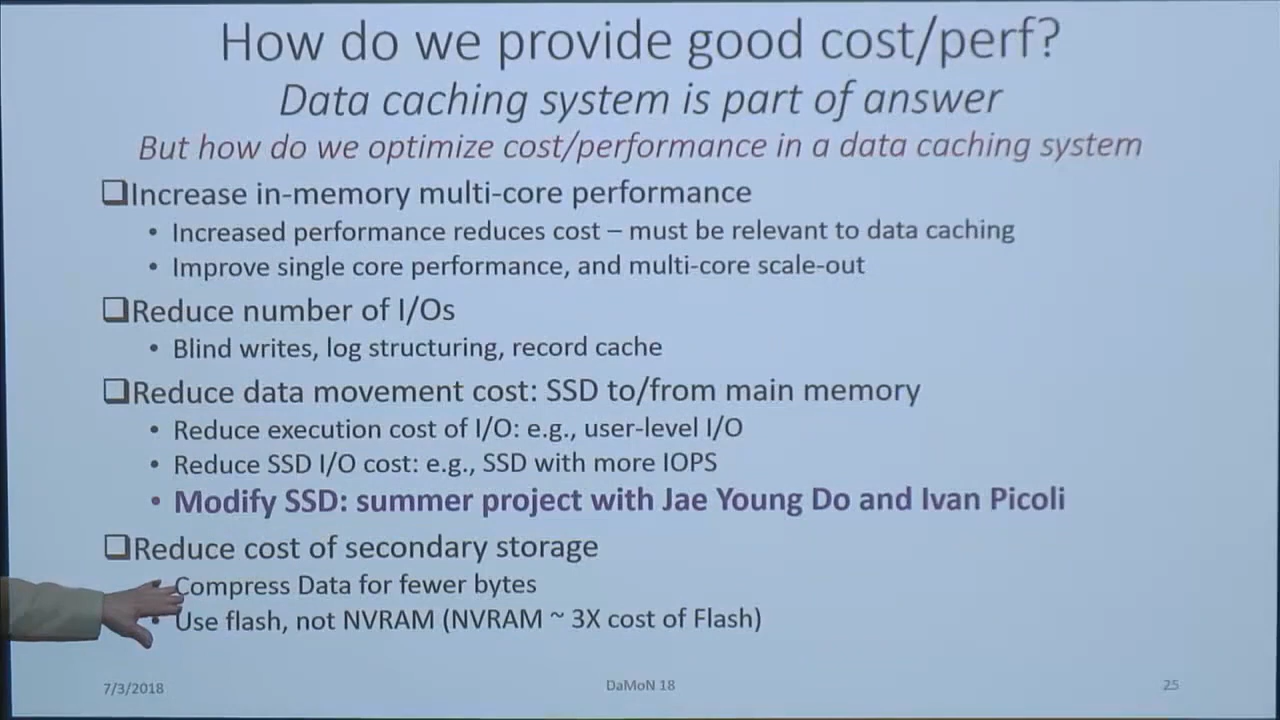 How do we provide good cost/perf?
Data caching system is part of answer
But how do we optimize cost/performance in a data caching system
❑Increase in-memory multi-core performance
• Increased performance reduces cost – must be relevant to data caching
• Improve single core performance, and multi-core scale-out
❑Reduce number of I/Os
• Blind writes, log structuring, record cache
❑Reduce data movement cost: SSD to/from main memory
• Reduce execution cost of I/O: e.g., user-level I/O
• Reduce SSD I/O cost: e.g., SSD with more IOPS
• Modify SSD: summer project with Jae Young Do and Ivan Picoli
❑Reduce cost of secondary storage
• Compress Data for fewer bytes
• Use flash, not NVRAM (NVRAM ~ 3X cost of Flash)
7/3/2018 DaMoN 18 25